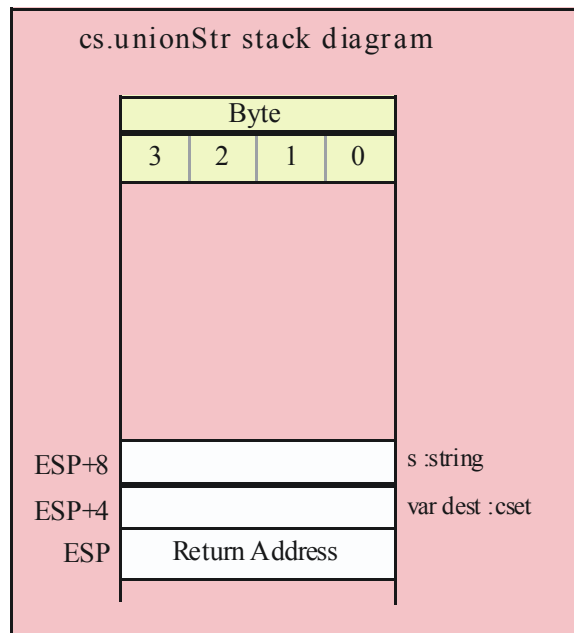 cs.unionStr stack diagram
Byte
3 2 1 0
ESP+8 s :string
ESP+4 var dest :cset
ESP Return Address